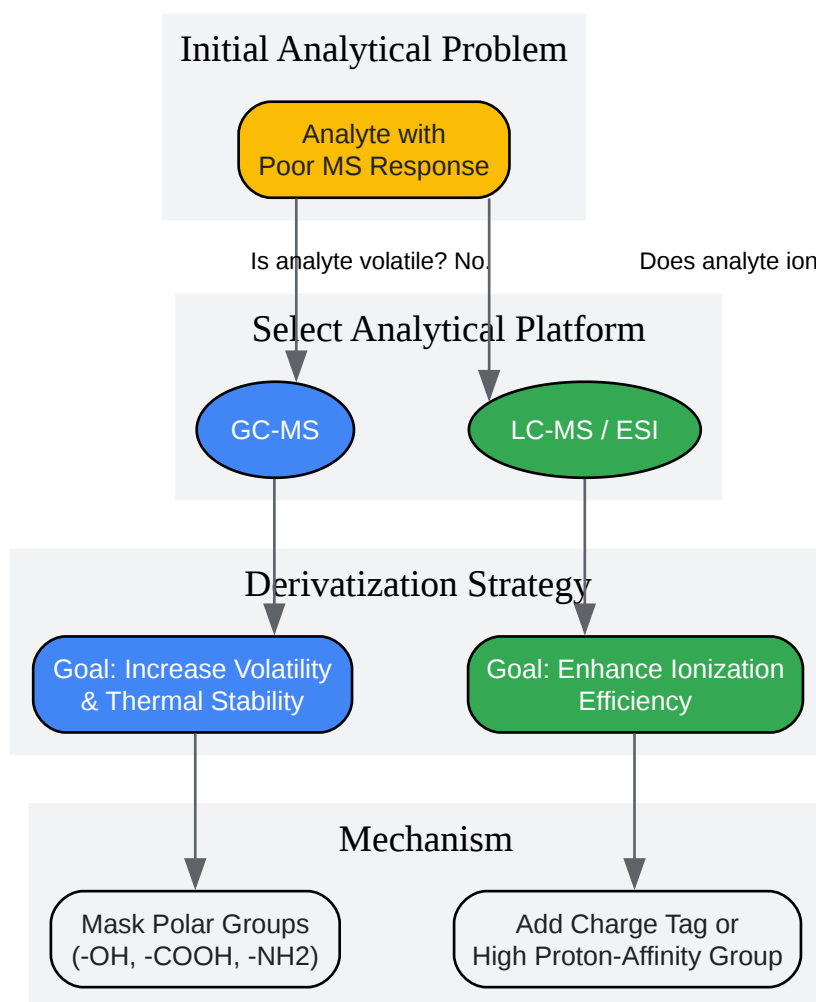 Initial Analytical Problem
Analyte with
Poor MS Response
Is analyte volatile? No.
Does analyte ion
Select Analytical Platform
GC-MS
LC-MS / ESI
Derivatization Strategy
Goal: Increase Volatility
& Thermal Stability
Goal: Enhance Ionization
Efficiency
Mechanism
Mask Polar Groups
(-OH, -COOH, -NH2)
Add Charge Tag or
High Proton-Affinity Group